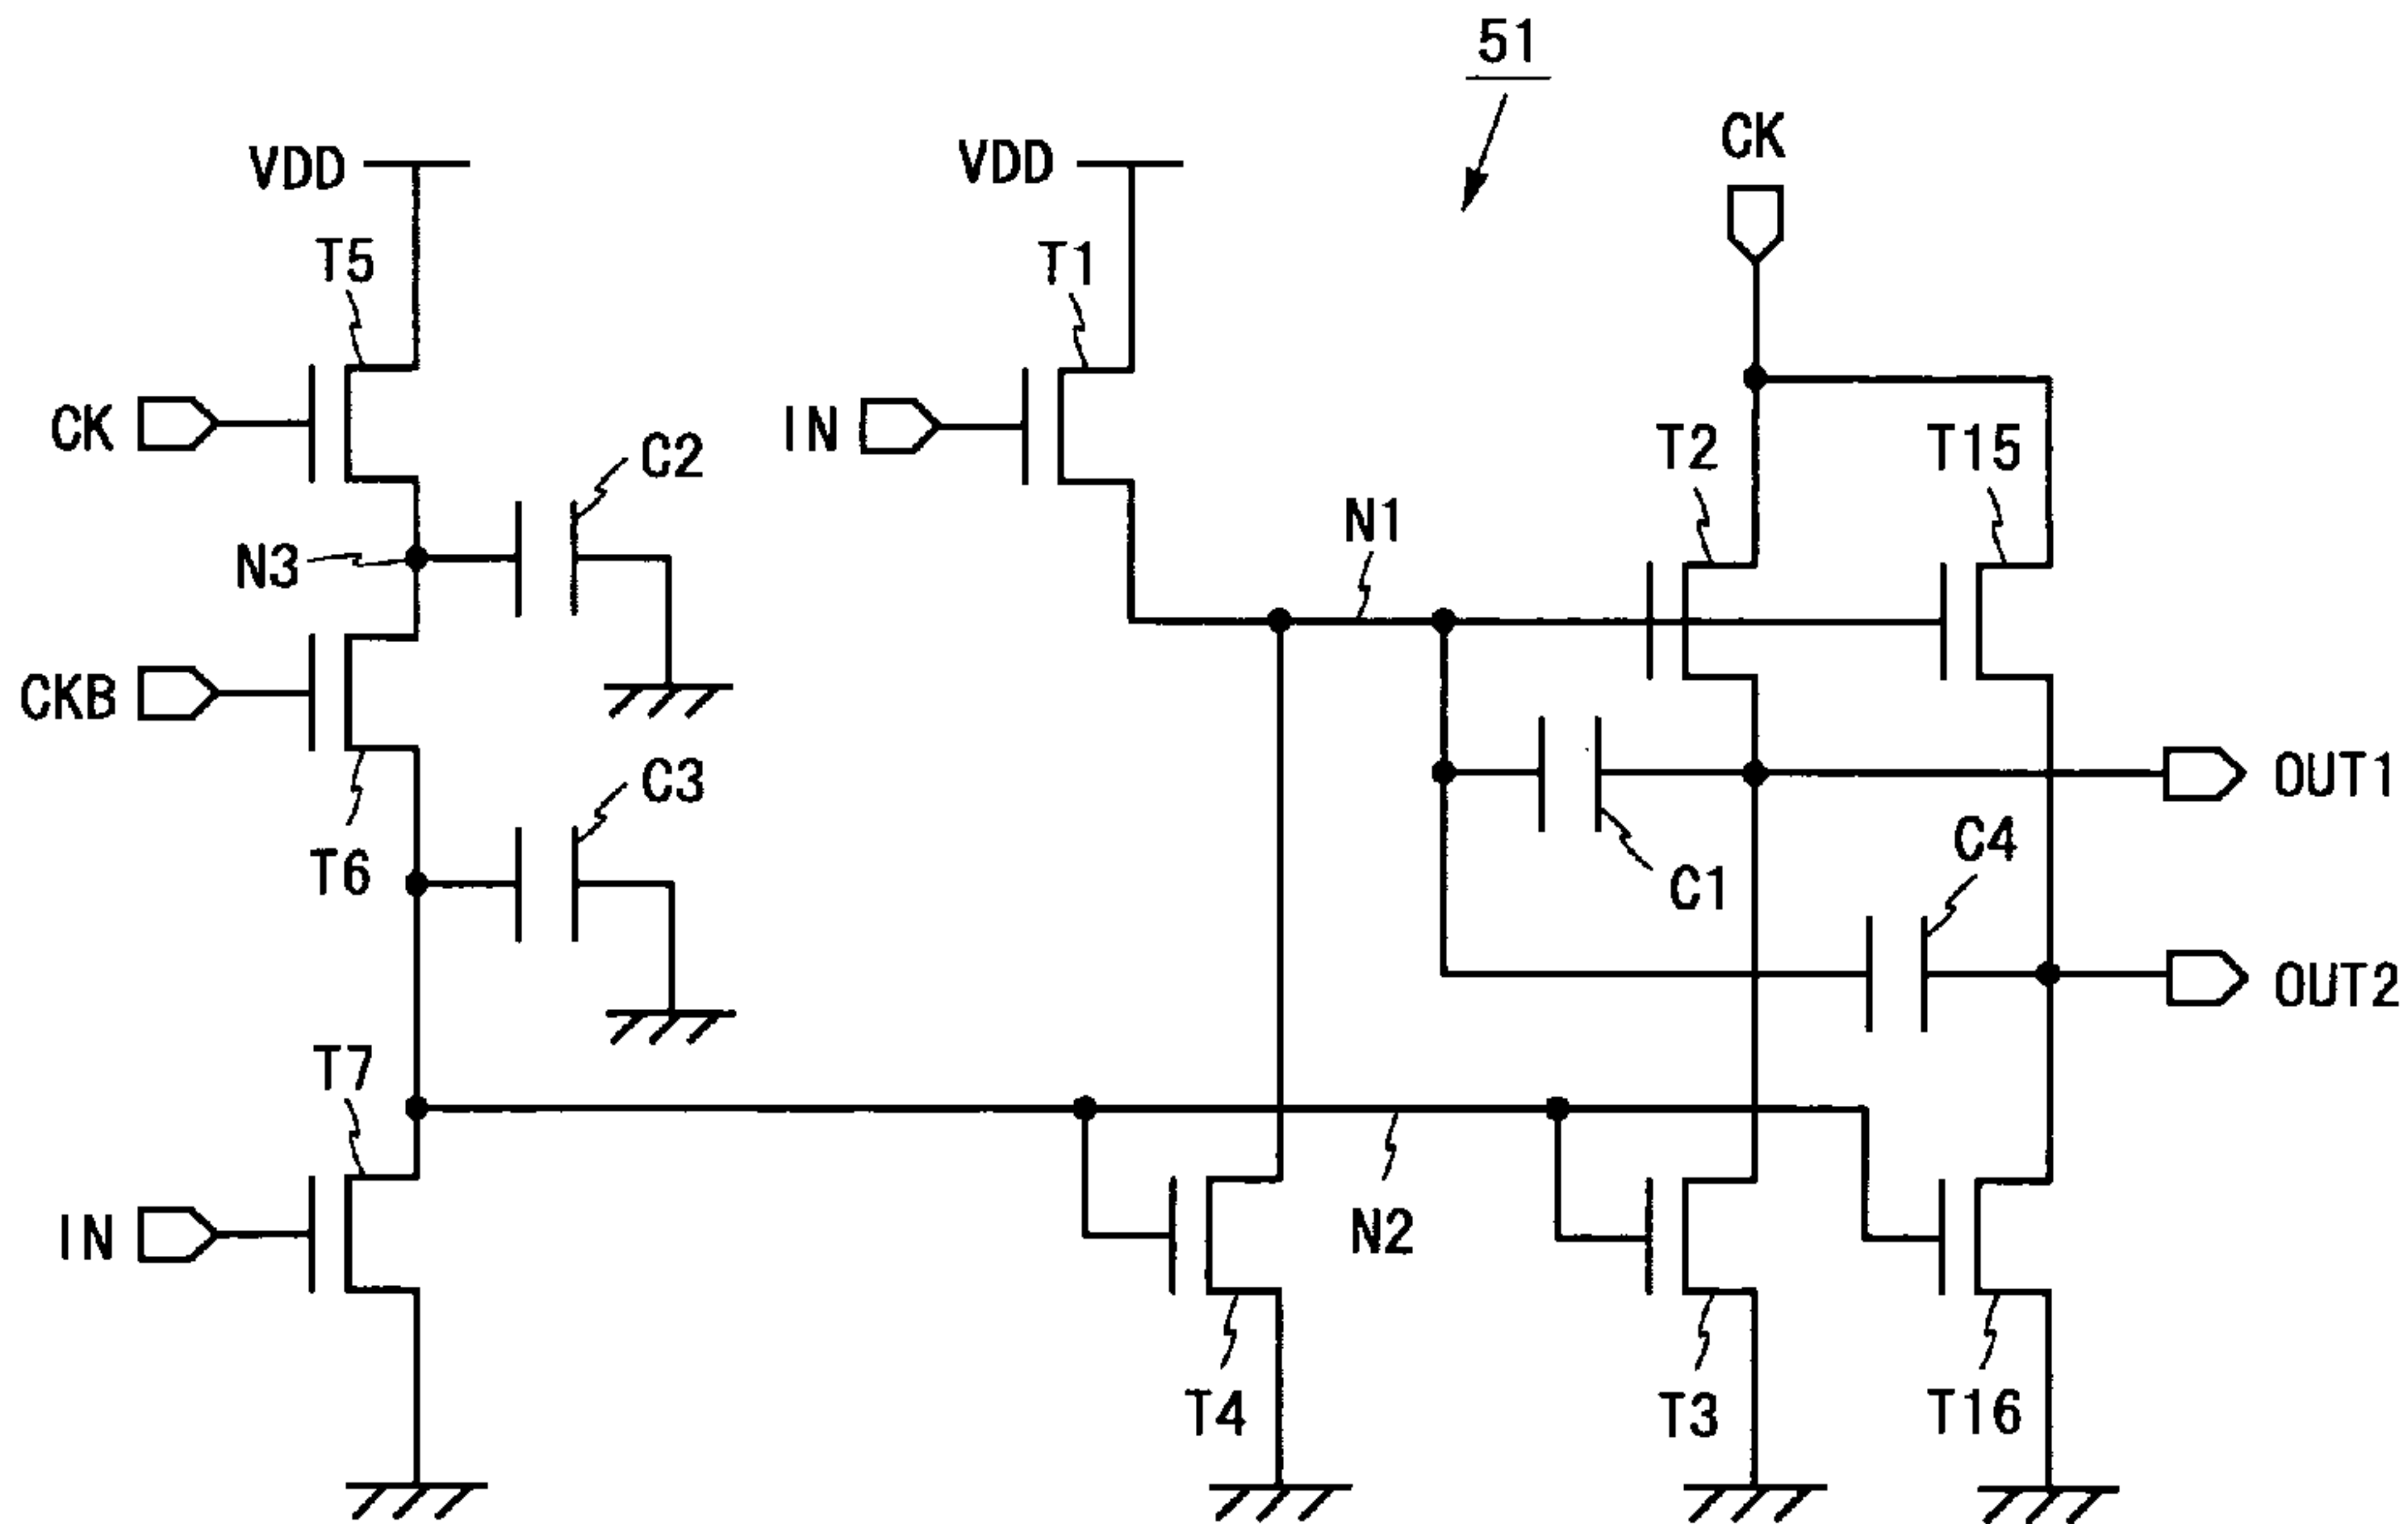 51
CK
VDD
VDD
T5
T1
CK
IN
C2
T2
T15
N1
N3
CKB
C3
OUT1
T6
C1
C4
OUT2
T7
IN
N2
T4
T3
T16